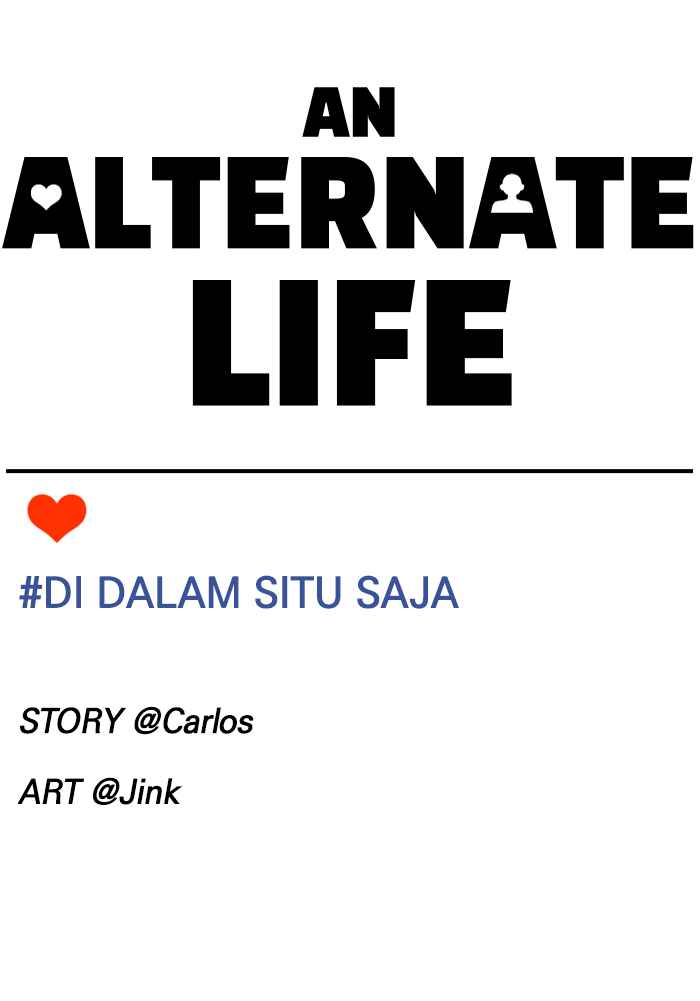 AN
ALTERNATE
LIFE
#DI DALAM SITU SAJA
STORY @Carlos
ART @Jink